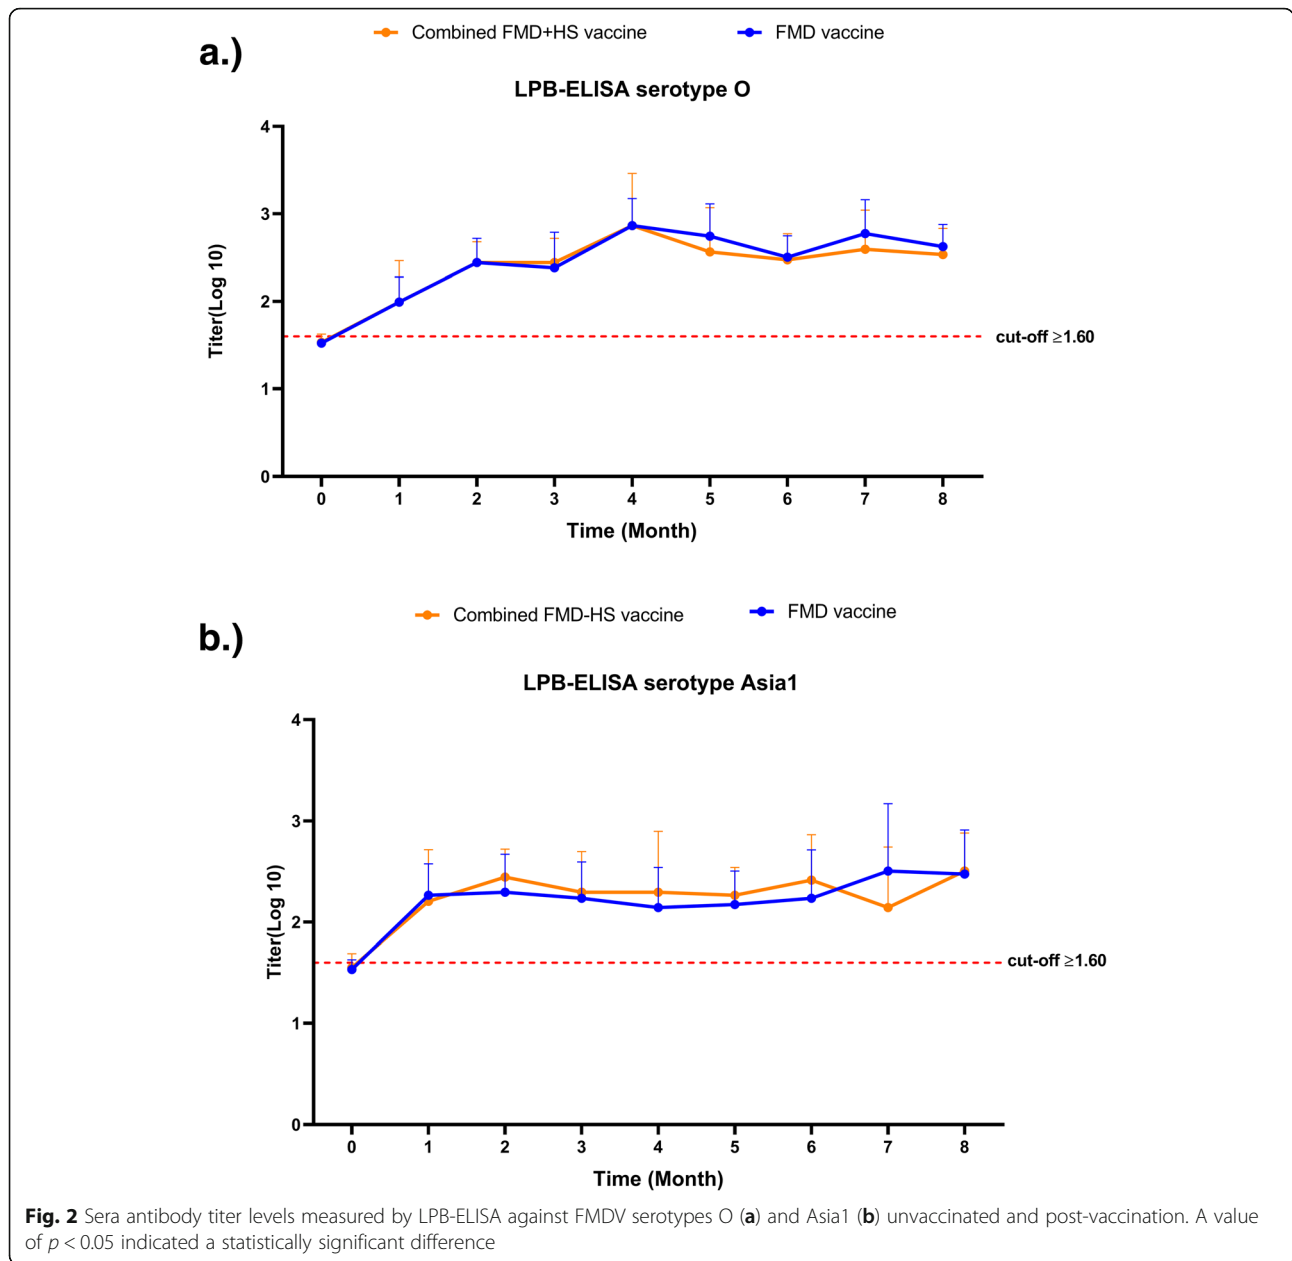 Combined FMD+HS vaccine FMD vaccine
a.)
LPB-ELISA serotype O
4
3
2
1
0
Titer(Log 10)
cut-off ≥1.60
0 1 2 3 4 5 6 7 8
Time (Month)
Combined FMD-HS vaccine FMD vaccine
b.)
LPB-ELISA serotype Asia1
4
3
2
1
0
Titer(Log 10)
cut-off ≥1.60
0 1 2 3 4 5 6 7 8
Time (Month)
Fig. 2 Sera antibody titer levels measured by LPB-ELISA against FMDV serotypes O (a) and Asia1 (b) unvaccinated and post-vaccination. A value
of p < 0.05 indicated a statistically significant difference